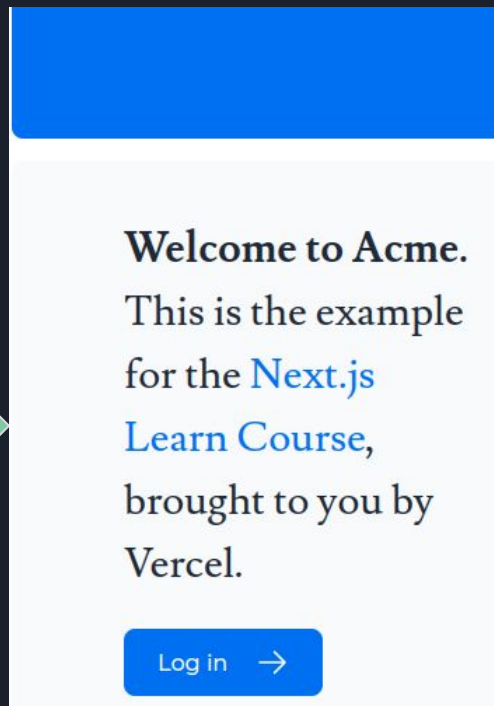 Welcome to Acme.
This is the example
for the Next.js
Learn Course,
brought to you by
Vercel.
Log in